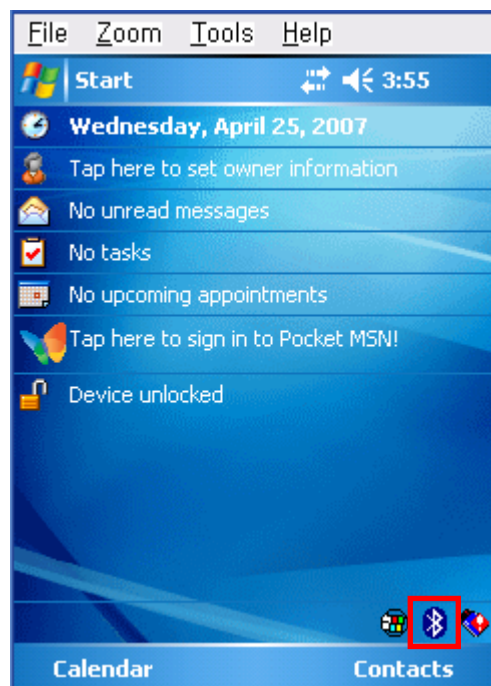 File Zoom Tools Help
Start 3:55
Wednesday, April 25, 2007
Tap here to set owner information
No unread messages
No tasks
No upcoming appointments
Tap here to sign in to Pocket MSN!
Device unlocked
Calendar Contacts